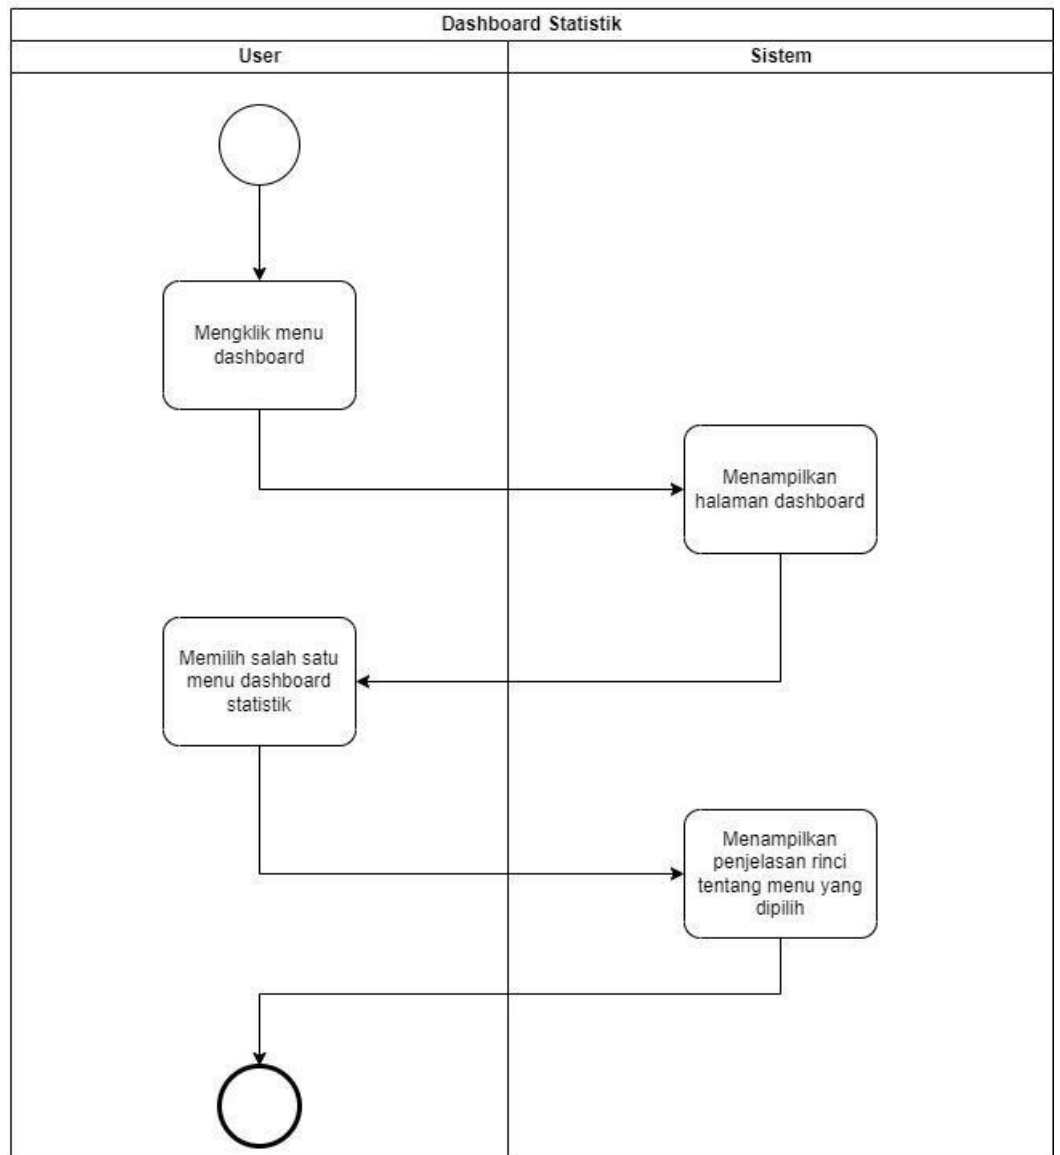 Dashboard Statistik
User
Sistem
Mengklik menu
dashboard
Menampilkan
halaman dashboard
Memilih salah satu
menu dashboard
statistik
Menampilkan
penjelasan rinci
tentang menu yang
dipilih